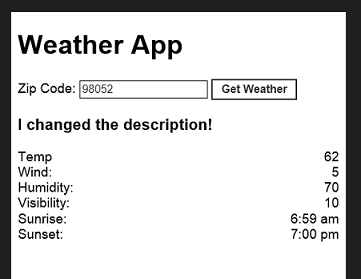 Weather App
Zip Code: 98052 Get Weather
I changed the description!
Temp 62
Wind: 5
Humidity: 70
Visibility: 10
Sunrise: 6:59 am
Sunset: 7:00 pm